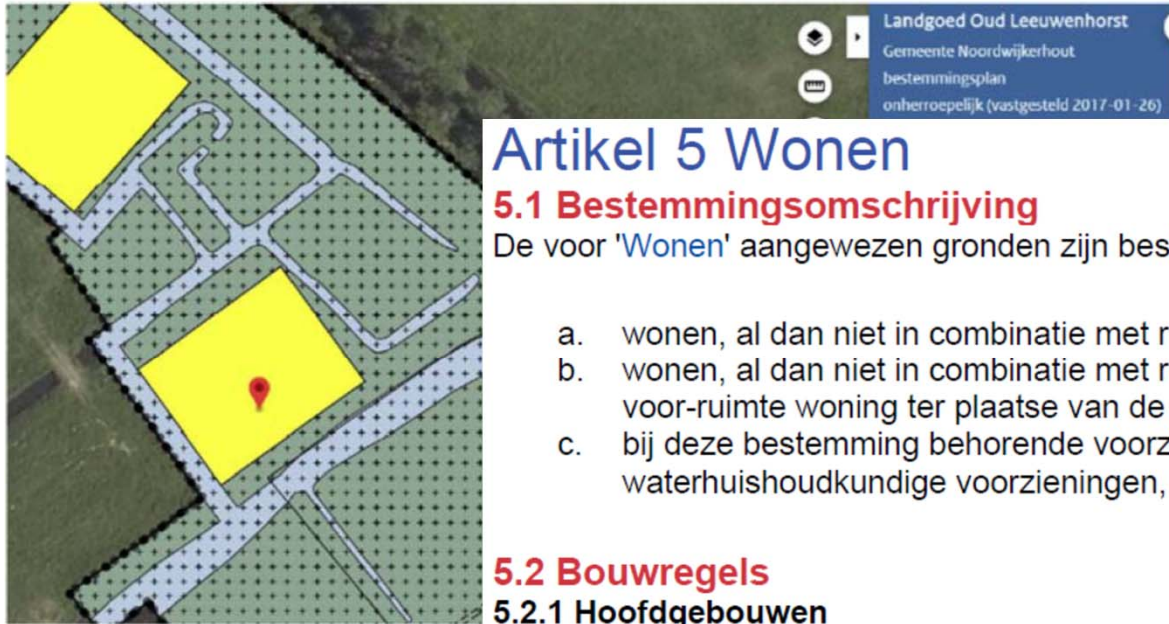 Landgoed Oud Leeuwenhorst
Gemeente Noordwijkerhout
bestemmingsplan
onherroepelijk (vastgesteld 2017-01-26)
Artikel 5 Wonen
5.1 Bestemmingsomschrijving
De voor 'Wonen' aangewezen gronden zijn bes
a. wonen, al dan niet in combinatie met r
b. wonen, al dan niet in combinatie met r
voor-ruimte woning ter plaatse van de
c. bij deze bestemming behorende voorz
waterhuishoudkundige voorzieningen,
5.2 Bouwregels
5.2.1 Hoofdgebouwen